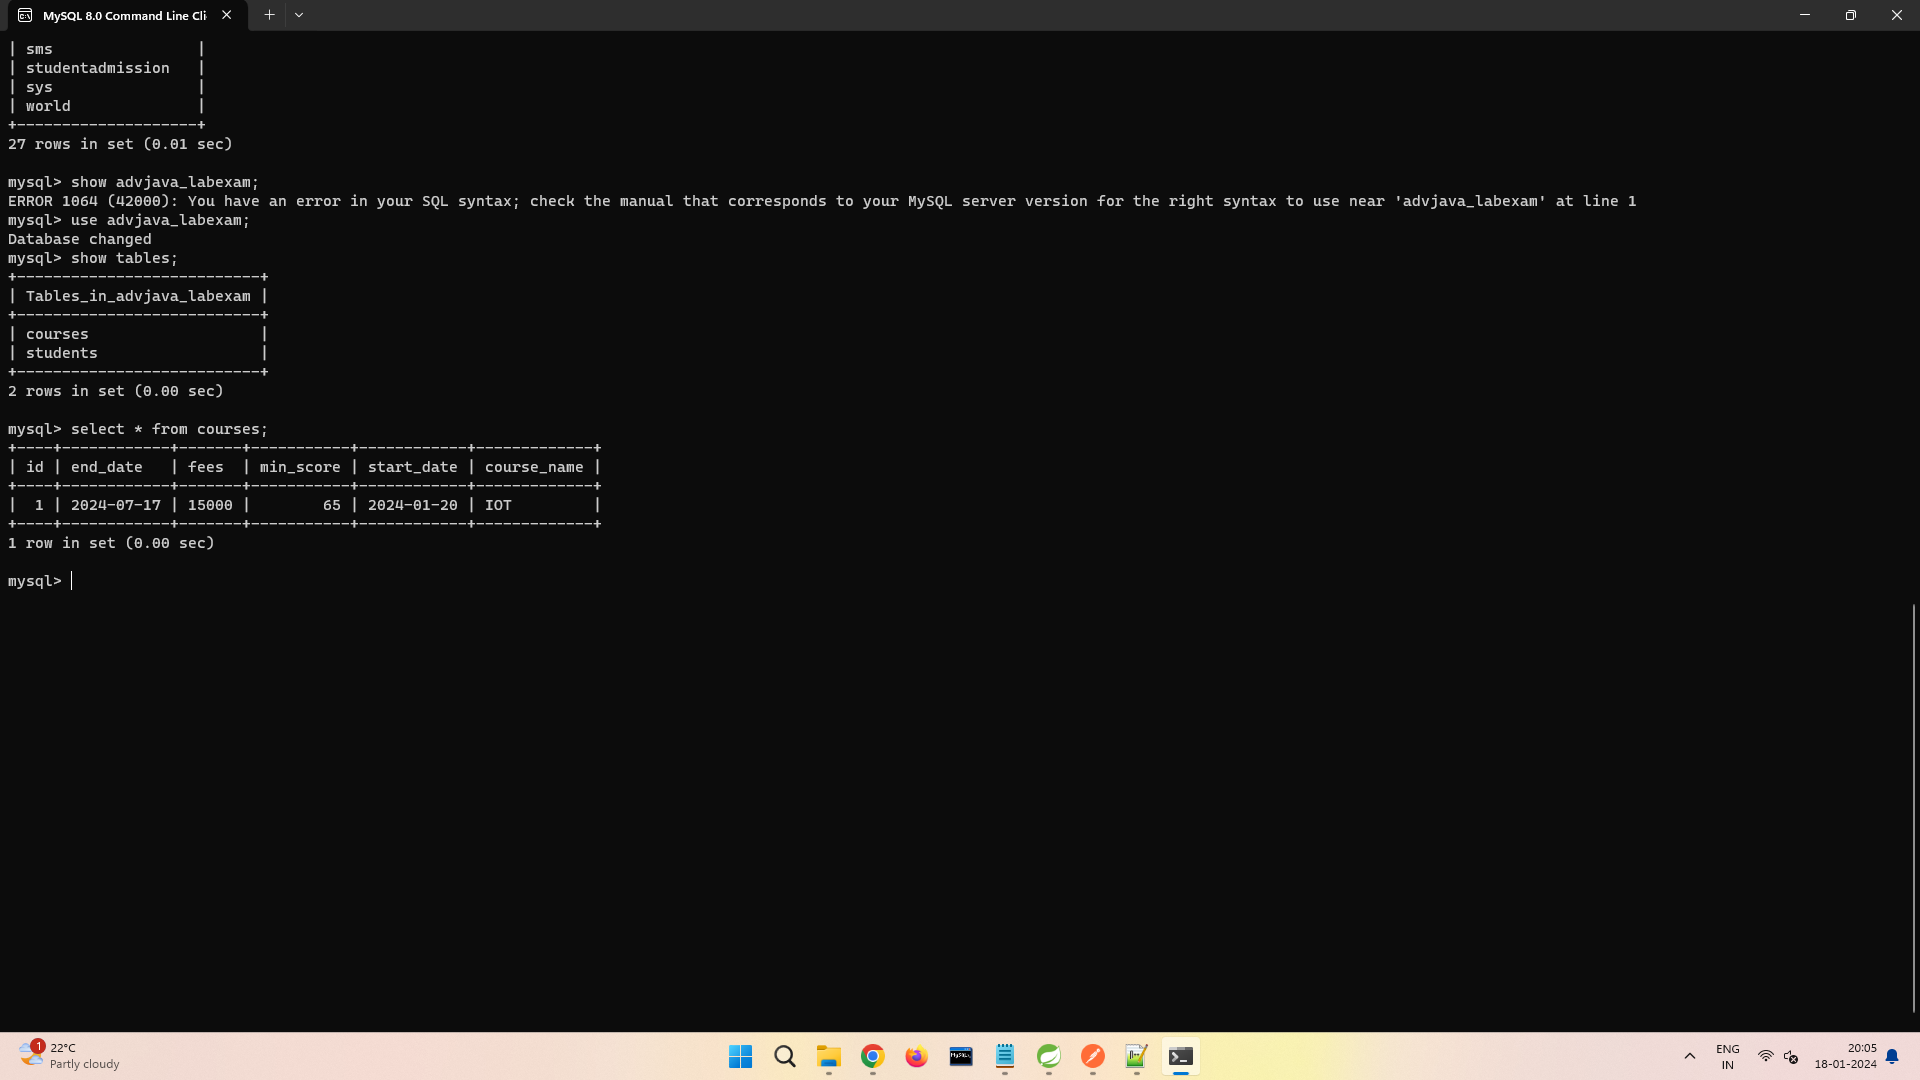 MySQL 8.0 Command Line Cli
| sms                |
| studentadmission   |
| sys                |
| world              |
+--------------------+
27 rows in set (0.01 sec)
mysql> show advjava_labexam;
ERROR 1064 (42000): You have an error in your SQL syntax; check the manual that corresponds to your MySQL server version for the right syntax to use near 'advjava_labexam' at line 1
mysql> use advjava_labexam;
Database changed
mysql> show tables;
+---------------------------+
| Tables_in_advjava_labexam |
+---------------------------+
| courses                   |
| students                  |
+---------------------------+
2 rows in set (0.00 sec)
mysql> select * from courses;
+----+------------+-------+-----------+------------+-------------+
| id | end_date   | fees  | min_score | start_date | course_name |
+----+------------+-------+-----------+------------+-------------+
|  1 | 2024-07-17 | 15000 |        65 | 2024-01-20 | IOT         |
+----+------------+-------+-----------+------------+-------------+
1 row in set (0.00 sec)
mysql>
1
22°C
Partly cloudy
MySQL
ENG
IN
20:05
18-01-2024